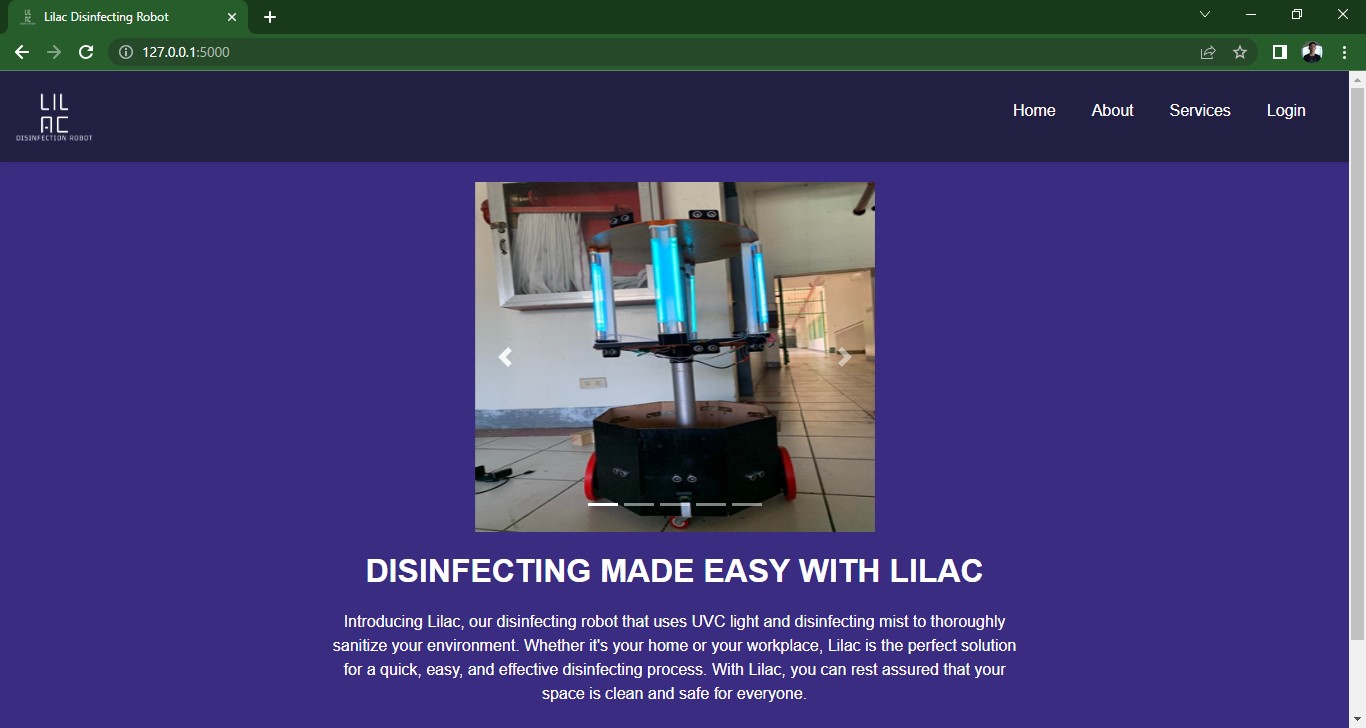 Lilac Disinfecting Robot
127.0.0.1:5000
LIL
AC
DISINFECTION ROBOT
Home About Services Login
DISINFECTING MADE EASY WITH LILAC
Introducing Lilac, our disinfecting robot that uses UVC light and disinfecting mist to thoroughly
sanitize your environment. Whether it's your home or your workplace, Lilac is the perfect solution
for a quick, easy, and effective disinfecting process. With Lilac, you can rest assured that your
space is clean and safe for everyone.